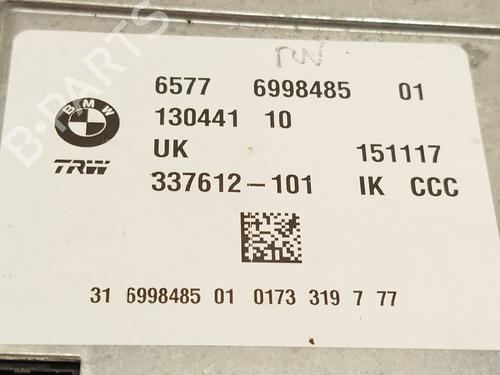 6577 6998485 01
130441 10
BMW
UK 151117
TRW
337612-101 IK CCC
31 6998485 01 0173 319 7 77
B-PARTS